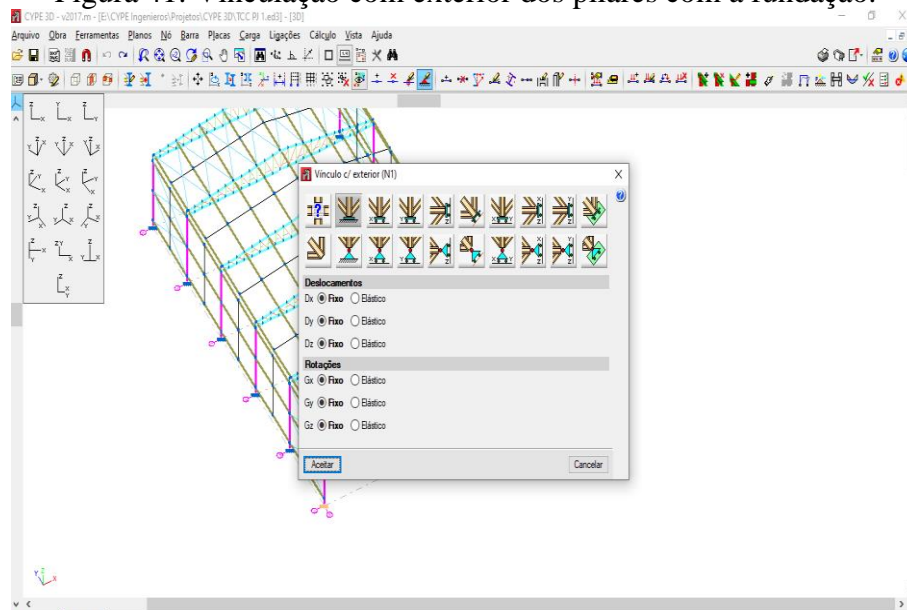 Figura 41: Vinculação com exterior dos pilares com a fundação.
CYPE 3D - v2017.m - [E:\CYPE Ingenieros\Projetos\CYPE 3D\TCC PJ 1.ed3] - [3D]
Arquivo Obra Ferramentas Planos Nó Barra Placas Carga Ligações Cálculo Vista Ajuda
Vínculo c/ exterior (N1)
Deslocamentos
Dx Fixo Elástico
Dy Fixo Elástico
Dz Fixo Elástico
Rotações
Gx Fixo Elástico
Gy Fixo Elástico
Gz Fixo Elástico
Aceitar Cancelar